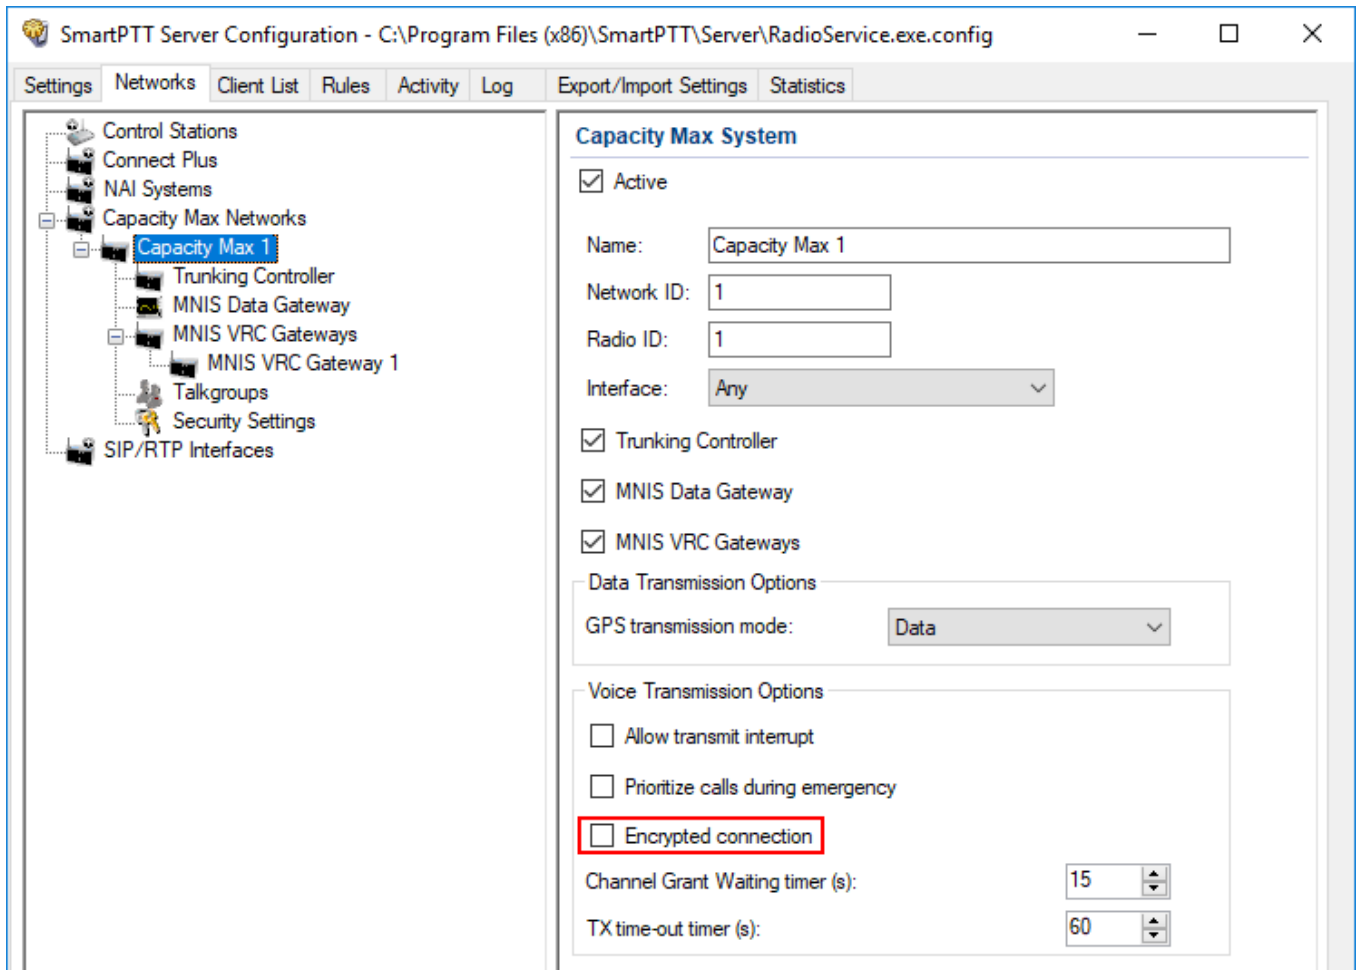 SmartPTT Server Configuration - C:\Program Files (x86)\SmartPTT\Server\RadioService.exe.config
Settings Networks Client List Rules Activity Log Export/Import Settings Statistics
Control Stations
Connect Plus
NAI Systems
Capacity Max Networks
Capacity Max 1
Trunking Controller
MNIS Data Gateway
MNIS VRC Gateways
MNIS VRC Gateway 1
Talkgroups
Security Settings
SIP/RTP Interfaces
Capacity Max System
Active
Name: Capacity Max 1
Network ID: 1
Radio ID: 1
Interface: Any
Trunking Controller
MNIS Data Gateway
MNIS VRC Gateways
Data Transmission Options
GPS transmission mode: Data
Voice Transmission Options
Allow transmit interrupt
Prioritize calls during emergency
Encrypted connection
Channel Grant Waiting timer (s): 15
TX time-out timer (s): 60